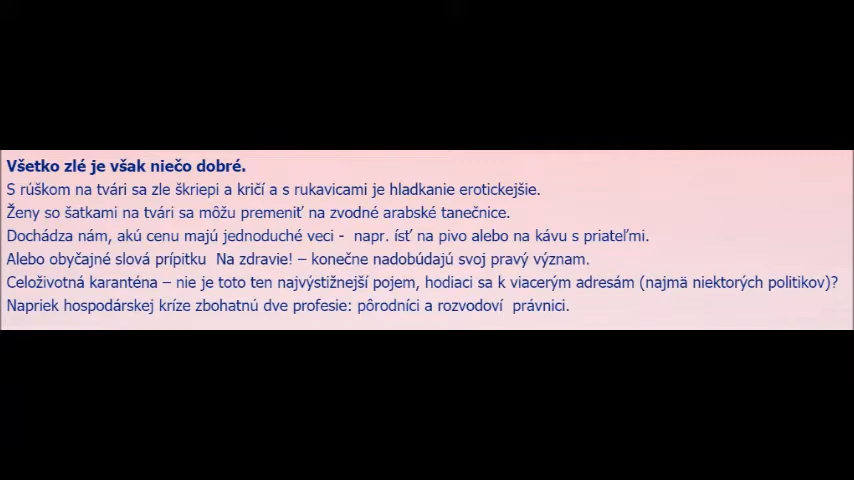 Všetko zlé je však niečo dobré.
S rúškom na tvári sa zle škriepi a kričí a s rukavicami je hladkanie erotickejšie.
Ženy so šatkami na tvári sa môžu premeniť na zvodné arabské tanečnice.
Dochádza nám, akú cenu majú jednoduché veci -  napr. ísť na pivo alebo na kávu s priateľmi.
Alebo obyčajné slová prípitku  Na zdravie! – konečne nadobúdajú svoj pravý význam.
Celoživotná karanténa – nie je toto ten najvýstižnejší pojem, hodiaci sa k viacerým adresám (najmä niektorých politikov)?
Napriek hospodárskej kríze zbohatnú dve profesie: pôrodníci a rozvodoví  právnici.